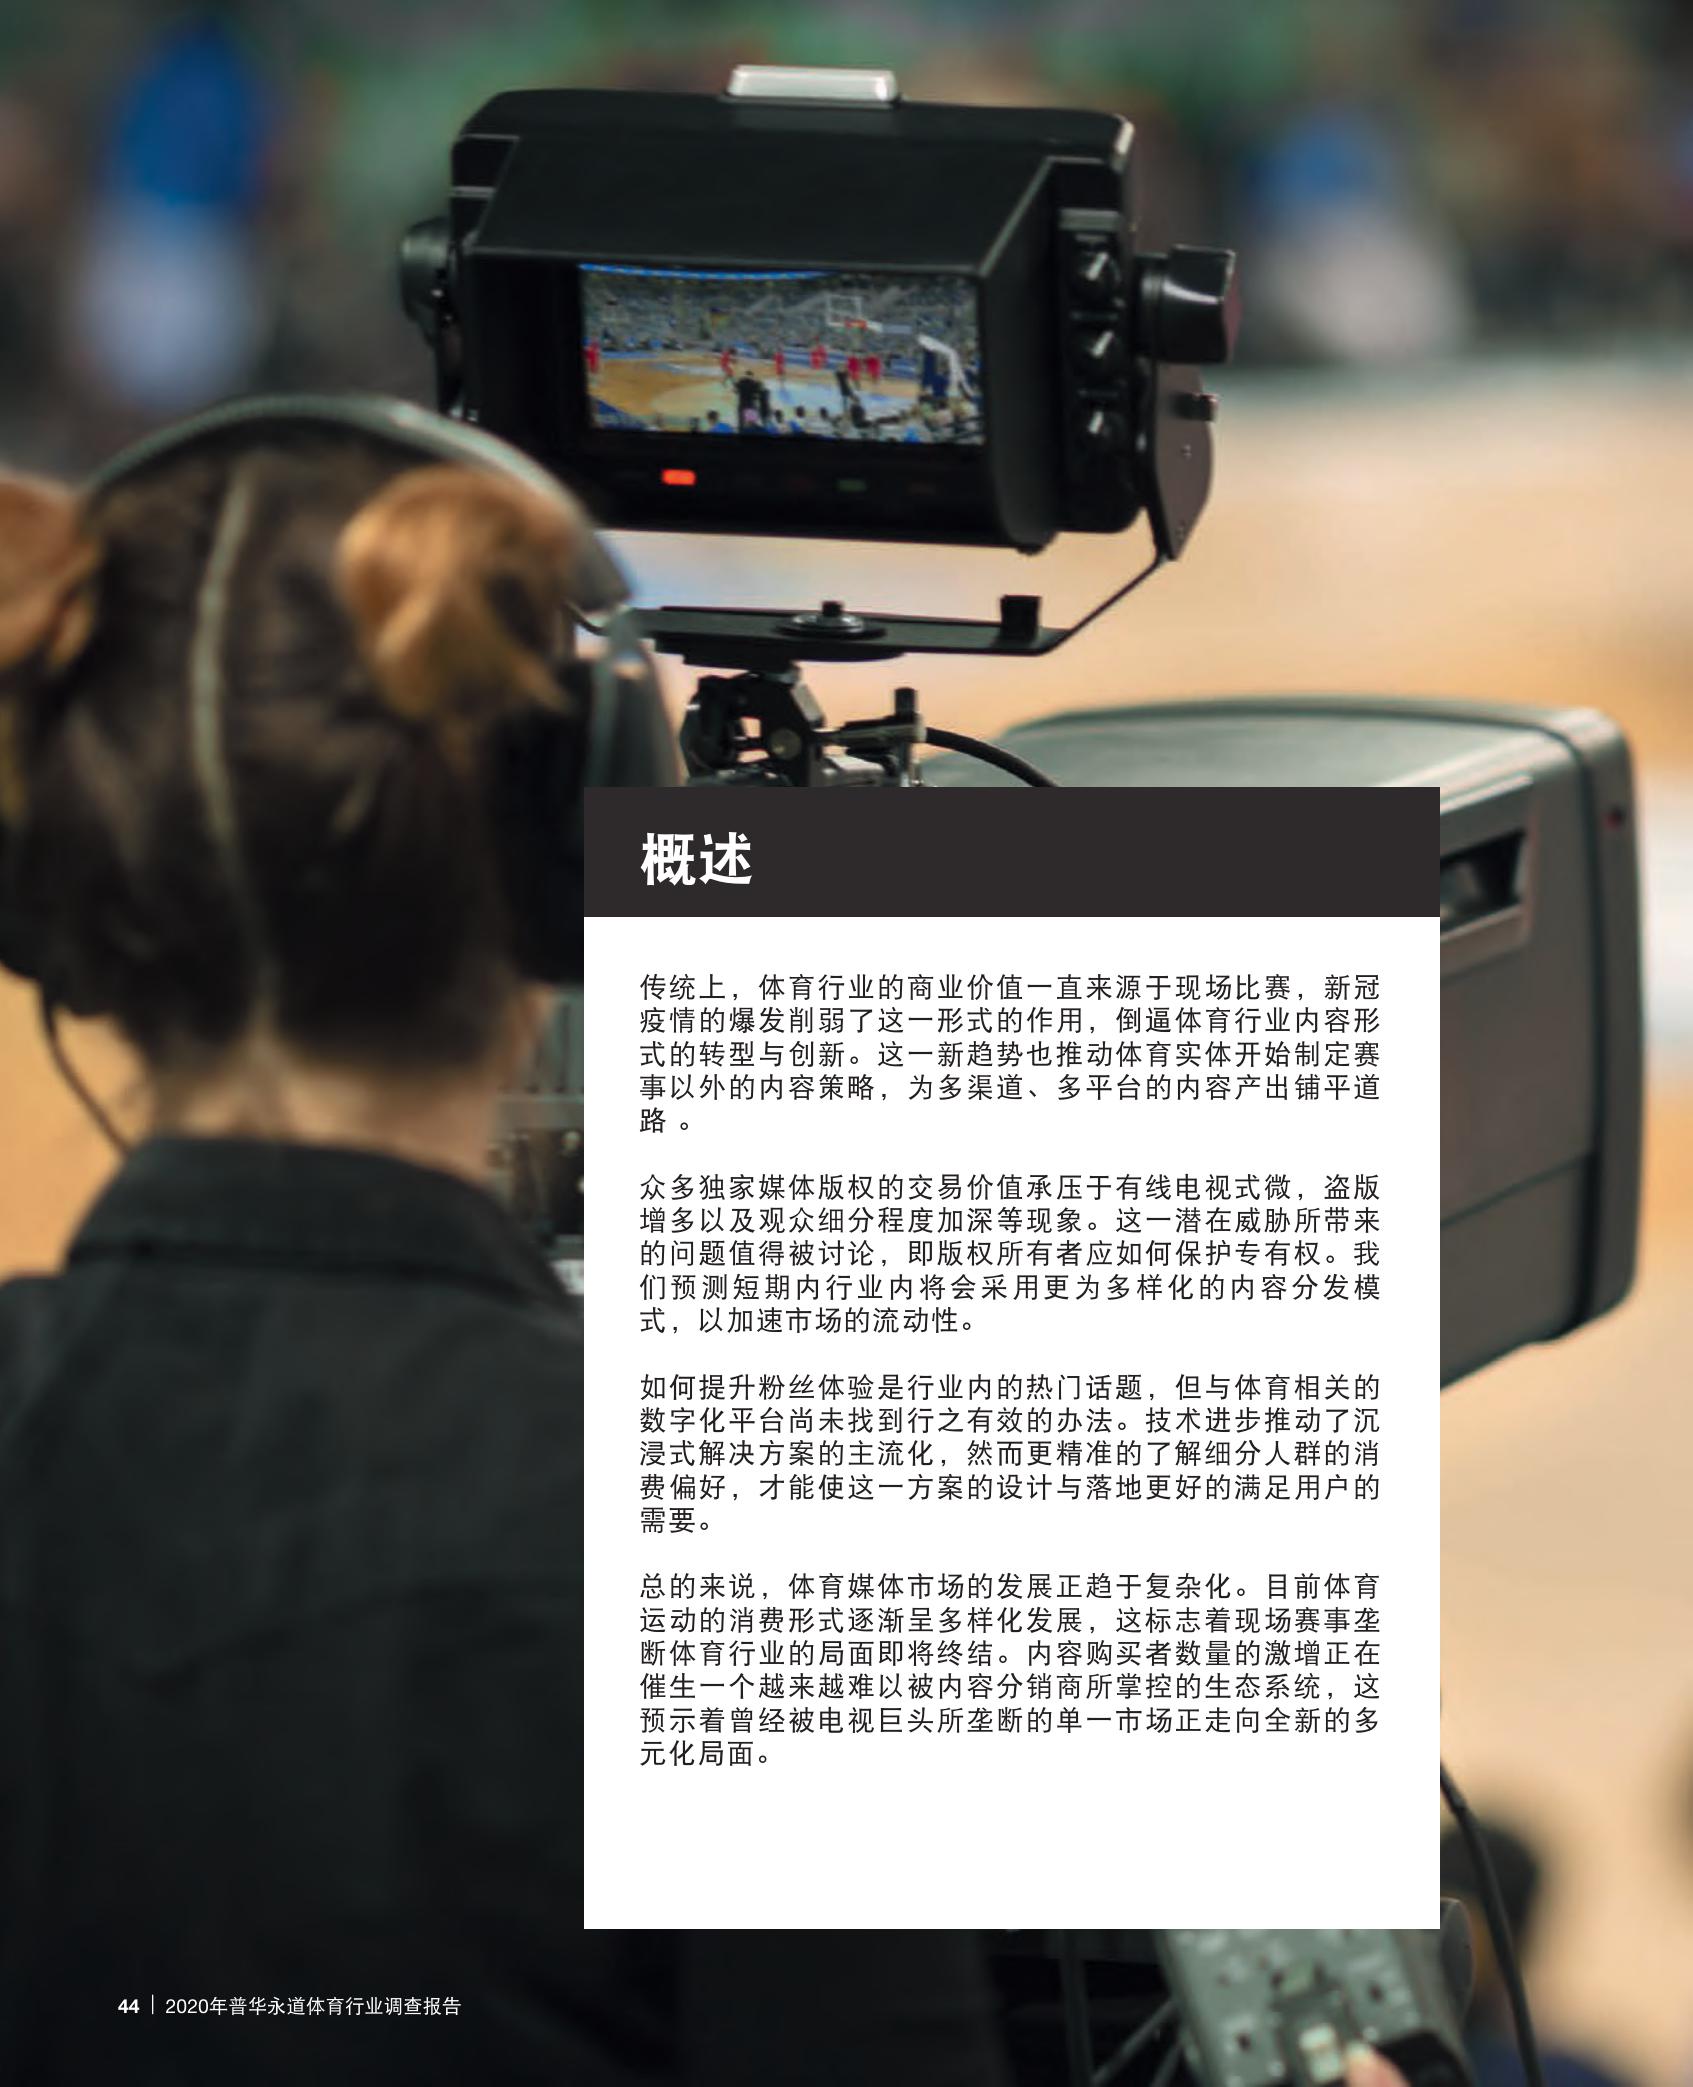 概述
传统上，体育行业的商业价值一直来源于现场比赛，新冠
疫情的爆发削弱了这一形式的作用，倒逼体育行业内容形
式的转型与创新。这一新趋势也推动体育实体开始制定赛
事以外的内容策略，为多渠道、多平台的内容产出铺平道
路 。
众多独家媒体版权的交易价值承压于有线电视式微，盗版
增多以及观众细分程度加深等现象。这一潜在威胁所带来
的问题值得被讨论，即版权所有者应如何保护专有权。我
们预测短期内行业内将会采用更为多样化的内容分发模
式，以加速市场的流动性。
如何提升粉丝体验是行业内的热门话题，但与体育相关的
数字化平台尚未找到行之有效的办法。技术进步推动了沉
浸式解决方案的主流化，然而更精准的了解细分人群的消
费偏好，才能使这一方案的设计与落地更好的满足用户的
需要。
总的来说，体育媒体市场的发展正趋于复杂化。目前体育
运动的消费形式逐渐呈多样化发展，这标志着现场赛事垄
断体育行业的局面即将终结。内容购买者数量的激增正在
催生一个越来越难以被内容分销商所掌控的生态系统，这
预示着曾经被电视巨头所垄断的单一市场正走向全新的多
元化局面。
44 | 2020年普华永道体育行业调查报告